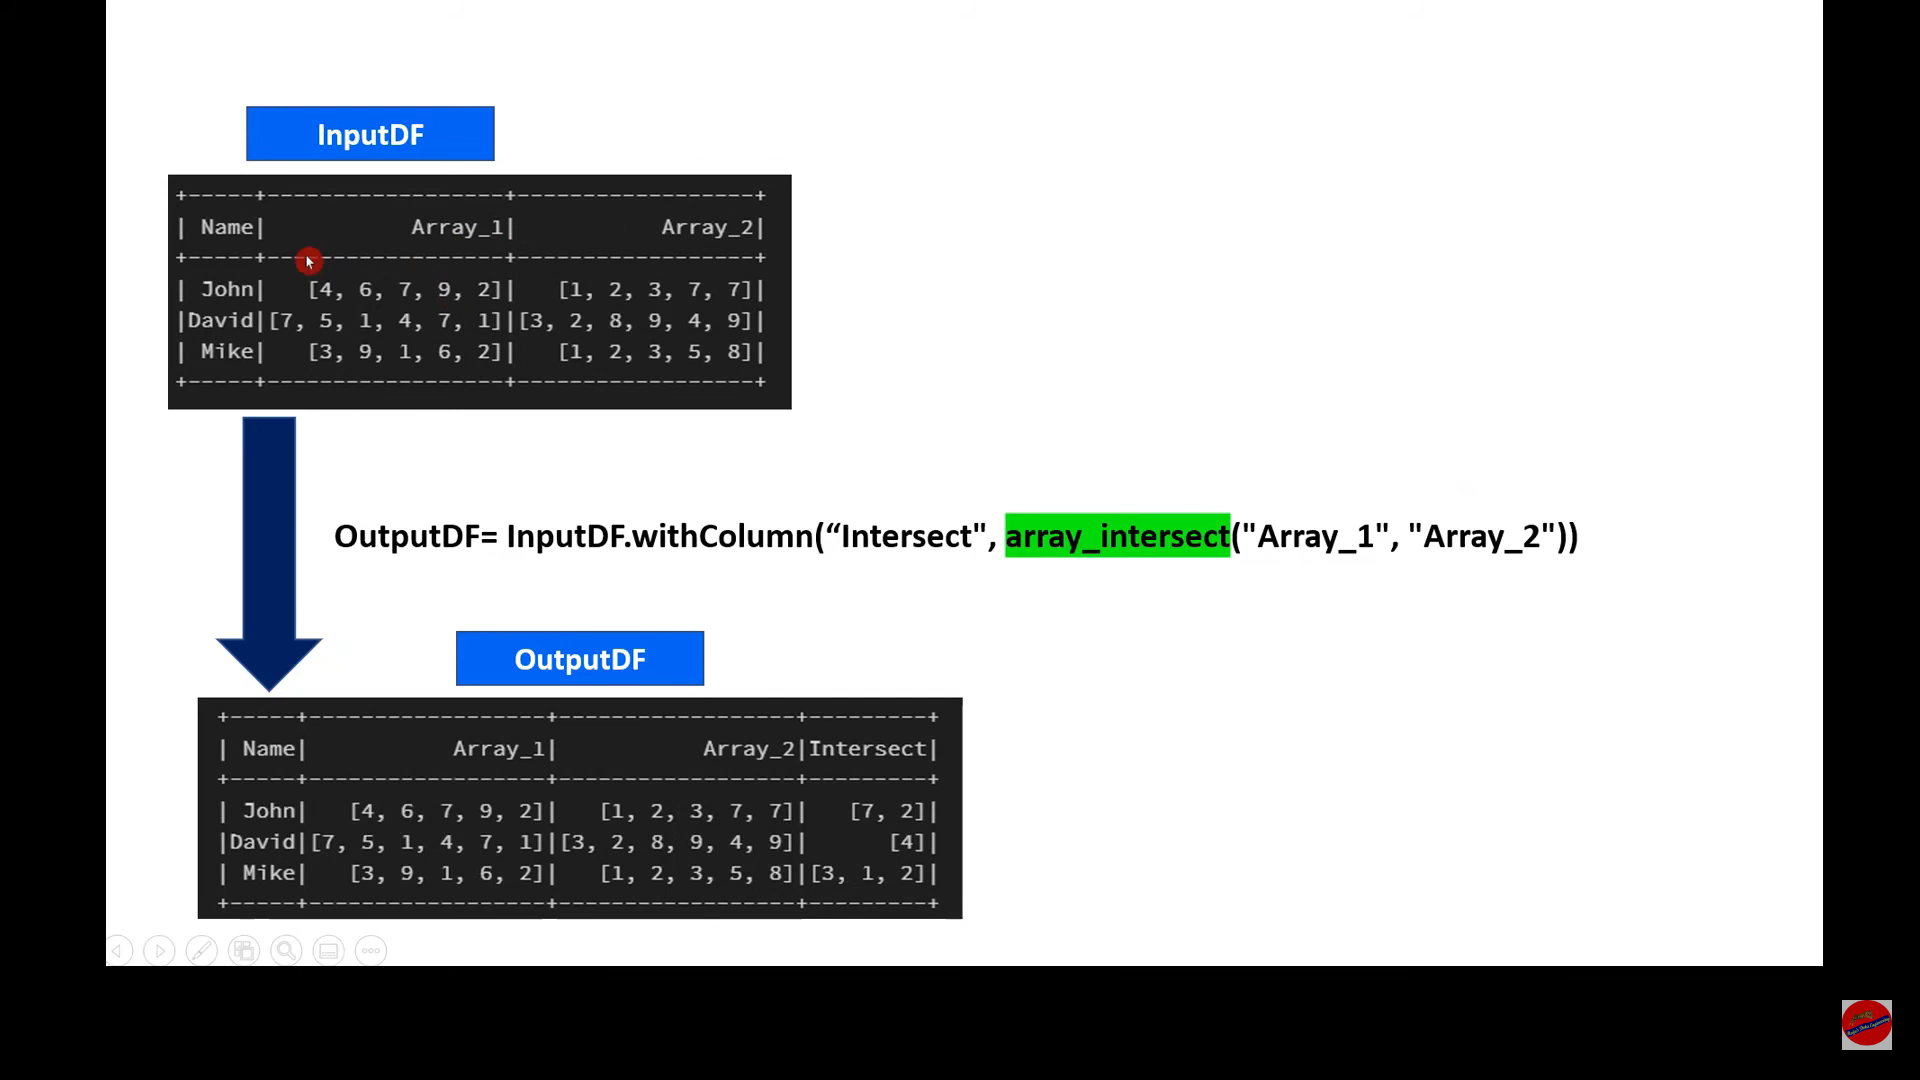 InputDF
+-----+------------------+------------------+
| Name|           Array_1|           Array_2|
+-----+------------------+------------------+
| John|   [4, 6, 7, 9, 2]|   [1, 2, 3, 7, 7]|
|David|[7, 5, 1, 4, 7, 1]|[3, 2, 8, 9, 4, 9]|
| Mike|   [3, 9, 1, 6, 2]|   [1, 2, 3, 5, 8]|
+-----+------------------+------------------+
OutputDF= InputDF.withColumn(“Intersect", array_intersect("Array_1", "Array_2"))
OutputDF
+-----+------------------+------------------+---------+
| Name|           Array_1|           Array_2|Intersect|
+-----+------------------+------------------+---------+
| John|   [4, 6, 7, 9, 2]|   [1, 2, 3, 7, 7]|   [7, 2]|
|David|[7, 5, 1, 4, 7, 1]|[3, 2, 8, 9, 4, 9]|      [4]|
| Mike|   [3, 9, 1, 6, 2]|   [1, 2, 3, 5, 8]|[3, 1, 2]|
+-----+------------------+------------------+---------+